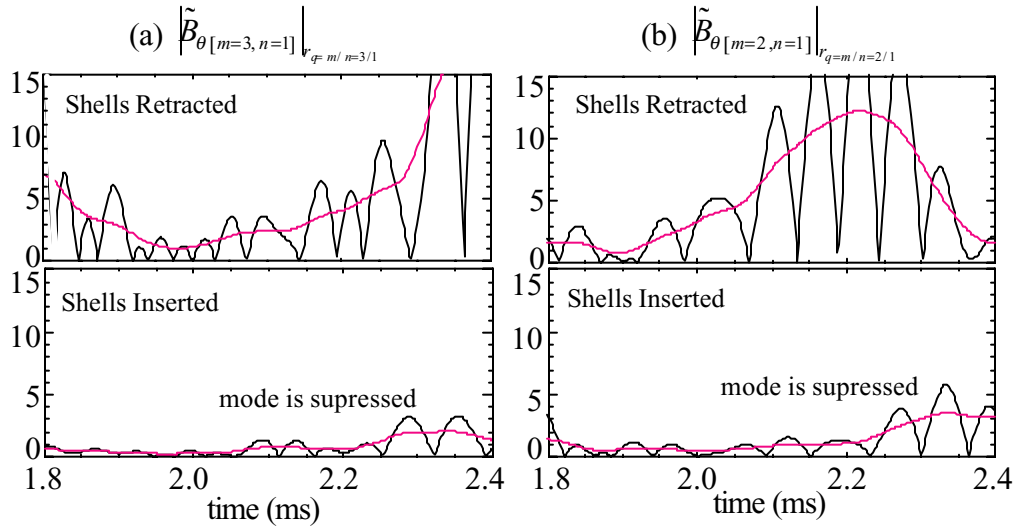 (a) |B̃θ [m=3, n=1]| r q= m/ n=3/1
(b) |B̃θ [m=2 ,n=1]| r q=m / n=2/1
15
Shells Retracted
10
5
0
15
Shells Retracted
10
5
0
15
Shells Inserted
10
5
mode is supressed
0
15
Shells Inserted
10
5
mode is supressed
0
1.8 2.0 2.2 2.4
time (ms)
1.8 2.0 2.2 2.4
time (ms)